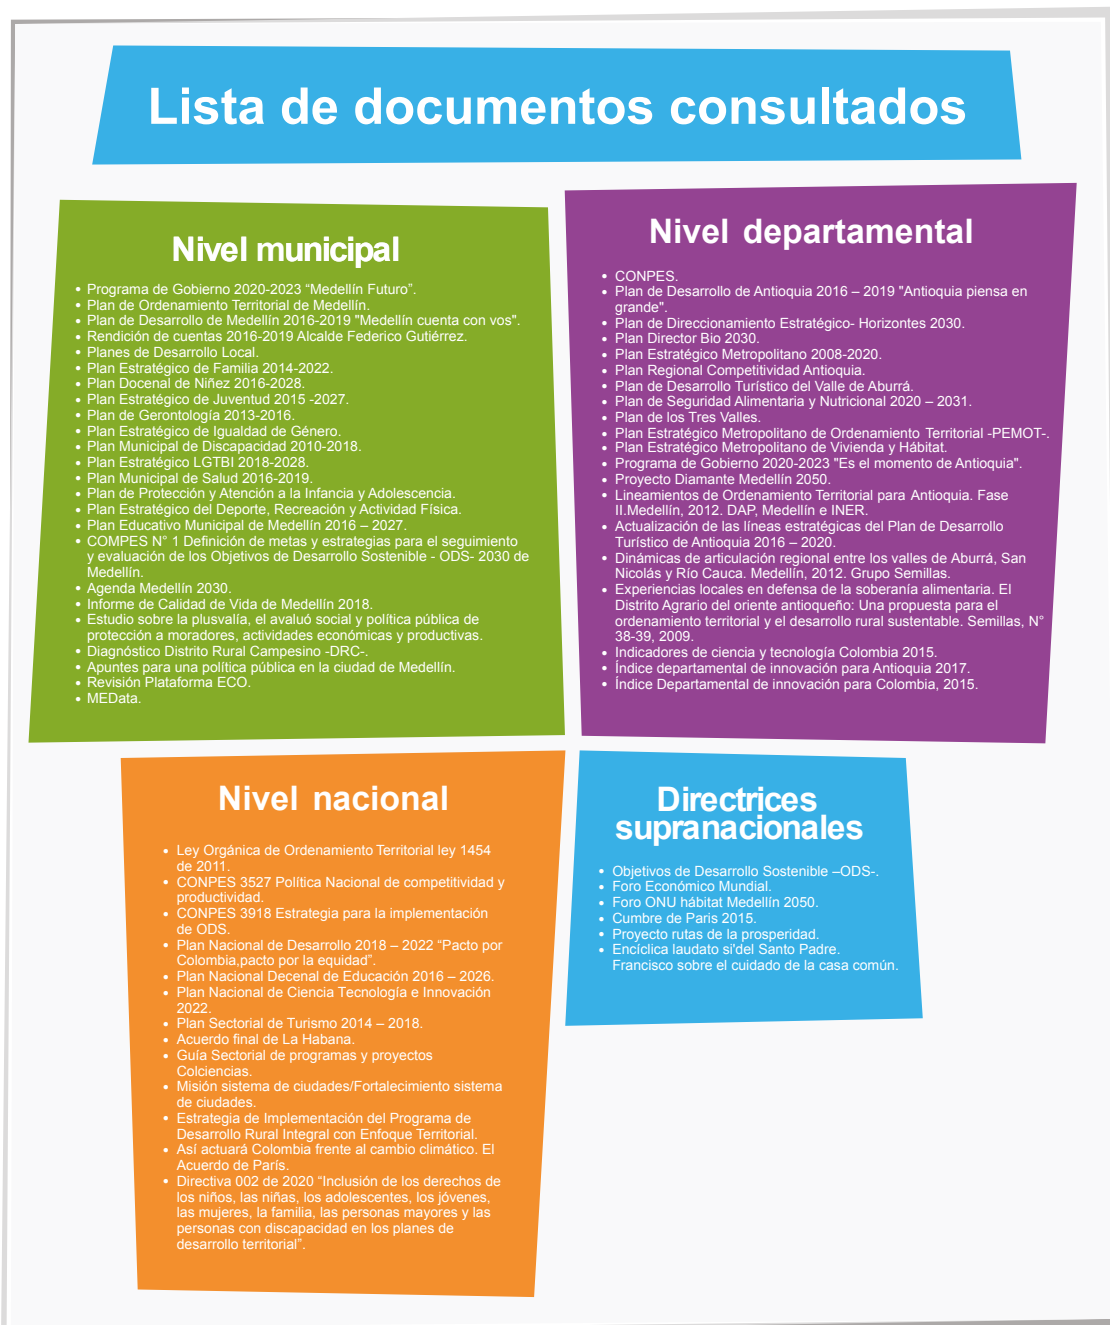 Lista de documentos consultados
Nivel municipal
• Programa de Gobierno 2020-2023 “Medellín Futuro”.
• Plan de Ordenamiento Territorial de Medellín.
• Plan de Desarrollo de Medellín 2016-2019 "Medellín cuenta con vos".
• Rendición de cuentas 2016-2019 Alcalde Federico Gutiérrez.
• Planes de Desarrollo Local.
• Plan Estratégico de Familia 2014-2022.
• Plan Docenal de Niñez 2016-2028.
• Plan Estratégico de Juventud 2015 -2027.
• Plan de Gerontología 2013-2016.
• Plan Estratégico de Igualdad de Género.
• Plan Municipal de Discapacidad 2010-2018.
• Plan Estratégico LGTBI 2018-2028.
• Plan Municipal de Salud 2016-2019.
• Plan de Protección y Atención a la Infancia y Adolescencia.
• Plan Estratégico del Deporte, Recreación y Actividad Física.
• Plan Educativo Municipal de Medellín 2016 – 2027.
• COMPES N° 1 Definición de metas y estrategias para el seguimiento
y evaluación de los Objetivos de Desarrollo Sostenible - ODS- 2030 de
Medellín.
• Agenda Medellín 2030.
• Informe de Calidad de Vida de Medellín 2018.
• Estudio sobre la plusvalía, el avaluó social y política pública de
protección a moradores, actividades económicas y productivas.
• Diagnóstico Distrito Rural Campesino -DRC-.
• Apuntes para una política pública en la ciudad de Medellín.
• Revisión Plataforma ECO.
• MEData.
Nivel departamental
• CONPES.
• Plan de Desarrollo de Antioquia 2016 – 2019 "Antioquia piensa en
grande".
• Plan de Direccionamiento Estratégico- Horizontes 2030.
• Plan Director Bio 2030.
• Plan Estratégico Metropolitano 2008-2020.
• Plan Regional Competitividad Antioquia.
• Plan de Desarrollo Turístico del Valle de Aburrá.
• Plan de Seguridad Alimentaria y Nutricional 2020 – 2031.
• Plan de los Tres Valles.
• Plan Estratégico Metropolitano de Ordenamiento Territorial -PEMOT-.
• Plan Estratégico Metropolitano de Vivienda y Hábitat.
• Programa de Gobierno 2020-2023 "Es el momento de Antioquia".
• Proyecto Diamante Medellín 2050.
• Lineamientos de Ordenamiento Territorial para Antioquia. Fase
II.Medellín, 2012. DAP, Medellín e INER.
• Actualización de las líneas estratégicas del Plan de Desarrollo
Turístico de Antioquia 2016 – 2020.
• Dinámicas de articulación regional entre los valles de Aburrá, San
Nicolás y Río Cauca. Medellín, 2012. Grupo Semillas.
• Experiencias locales en defensa de la soberanía alimentaria. El
Distrito Agrario del oriente antioqueño: Una propuesta para el
ordenamiento territorial y el desarrollo rural sustentable. Semillas, N°
38-39, 2009.
• Indicadores de ciencia y tecnología Colombia 2015.
• Índice departamental de innovación para Antioquia 2017.
• Índice Departamental de innovación para Colombia, 2015.
Nivel nacional
• Ley Orgánica de Ordenamiento Territorial ley 1454
de 2011.
• CONPES 3527 Política Nacional de competitividad y
productividad.
• CONPES 3918 Estrategia para la implementación
de ODS.
• Plan Nacional de Desarrollo 2018 – 2022 “Pacto por
Colombia,pacto por la equidad”.
• Plan Nacional Decenal de Educación 2016 – 2026.
• Plan Nacional de Ciencia Tecnología e Innovación
2022.
• Plan Sectorial de Turismo 2014 – 2018.
• Acuerdo final de La Habana.
• Guía Sectorial de programas y proyectos
Colciencias.
• Misión sistema de ciudades/Fortalecimiento sistema
de ciudades.
• Estrategia de Implementación del Programa de
Desarrollo Rural Integral con Enfoque Territorial.
• Así actuará Colombia frente al cambio climático. El
Acuerdo de París.
• Directiva 002 de 2020 “Inclusión de los derechos de
los niños, las niñas, los adolescentes, los jóvenes,
las mujeres, la familia, las personas mayores y las
personas con discapacidad en los planes de
desarrollo territorial”.
Directrices
supranacionales
• Objetivos de Desarrollo Sostenible –ODS-.
• Foro Económico Mundial.
• Foro ONU hábitat Medellín 2050.
• Cumbre de Paris 2015.
• Proyecto rutas de la prosperidad.
• Encíclica laudato si'del Santo Padre.
Francisco sobre el cuidado de la casa común.